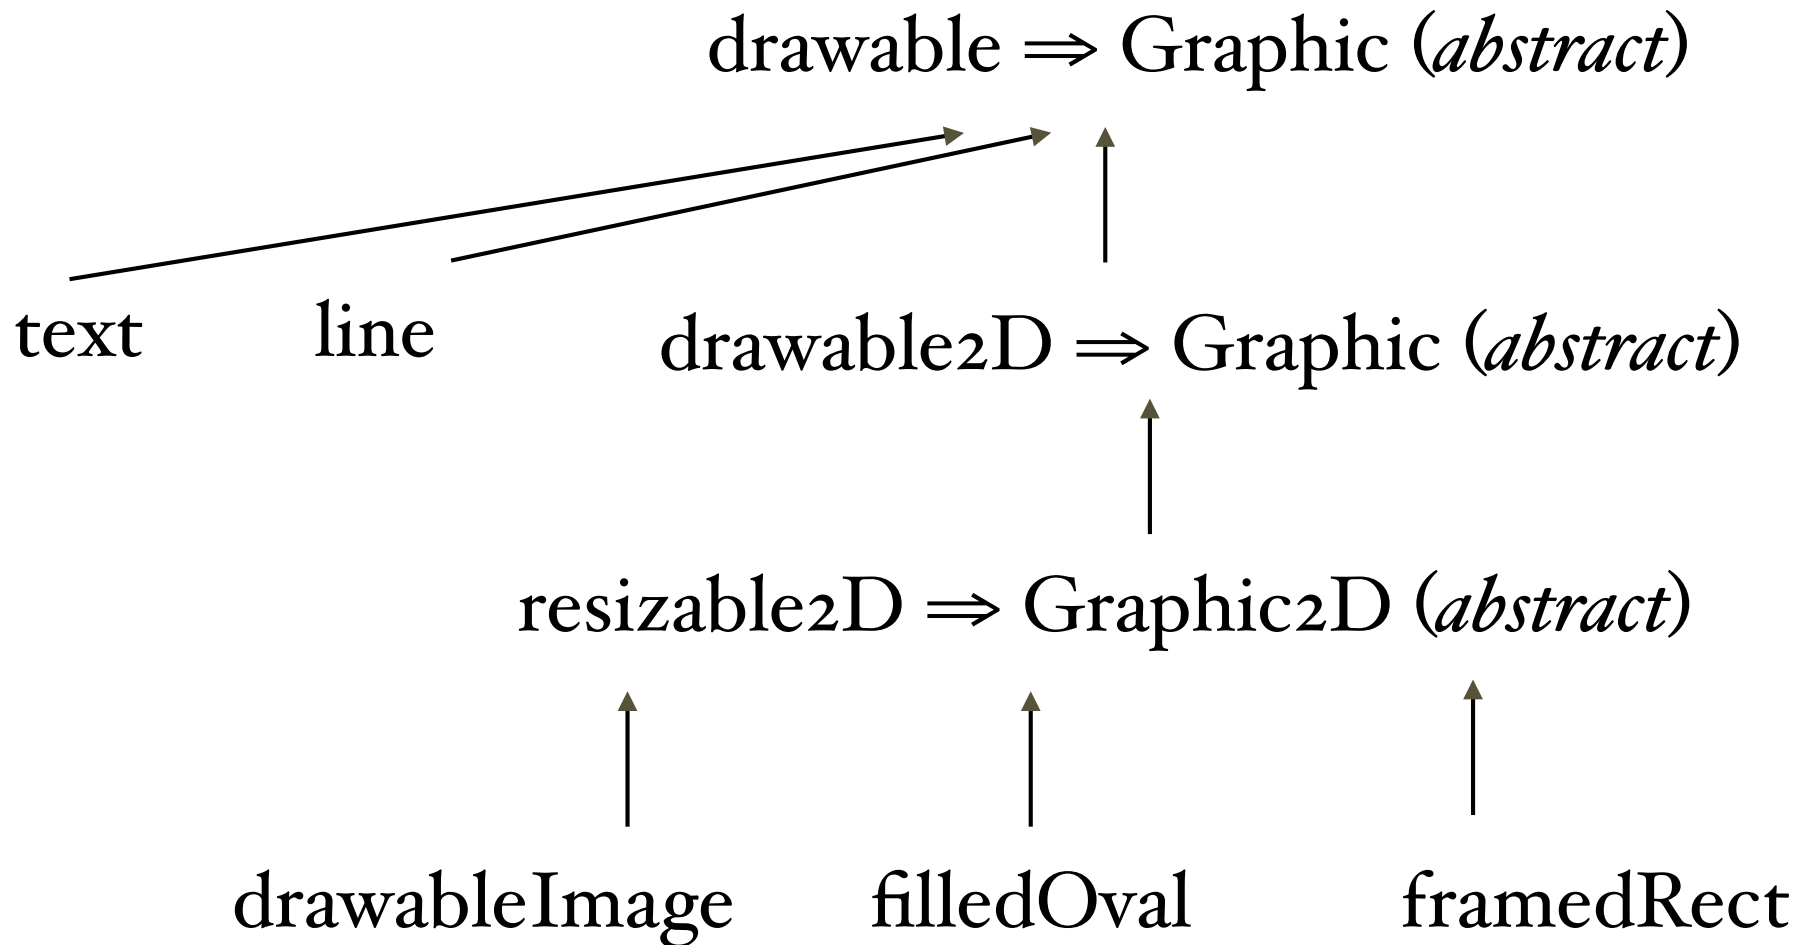 drawable ⇒ Graphic (abstract)
text line drawable2D ⇒ Graphic (abstract)
resizable2D ⇒ Graphic2D (abstract)
drawableImage filledOval framedRect